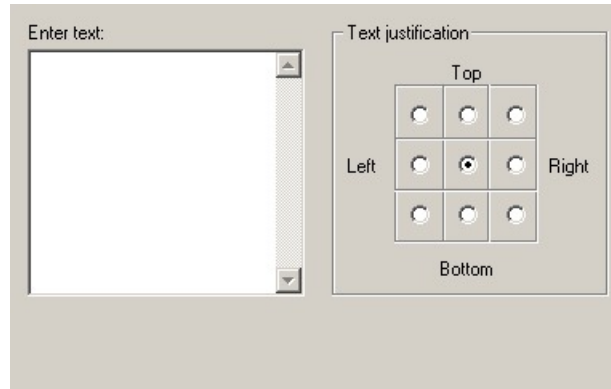 Enter text:
Text justification
Top
Left
Right
Bottom